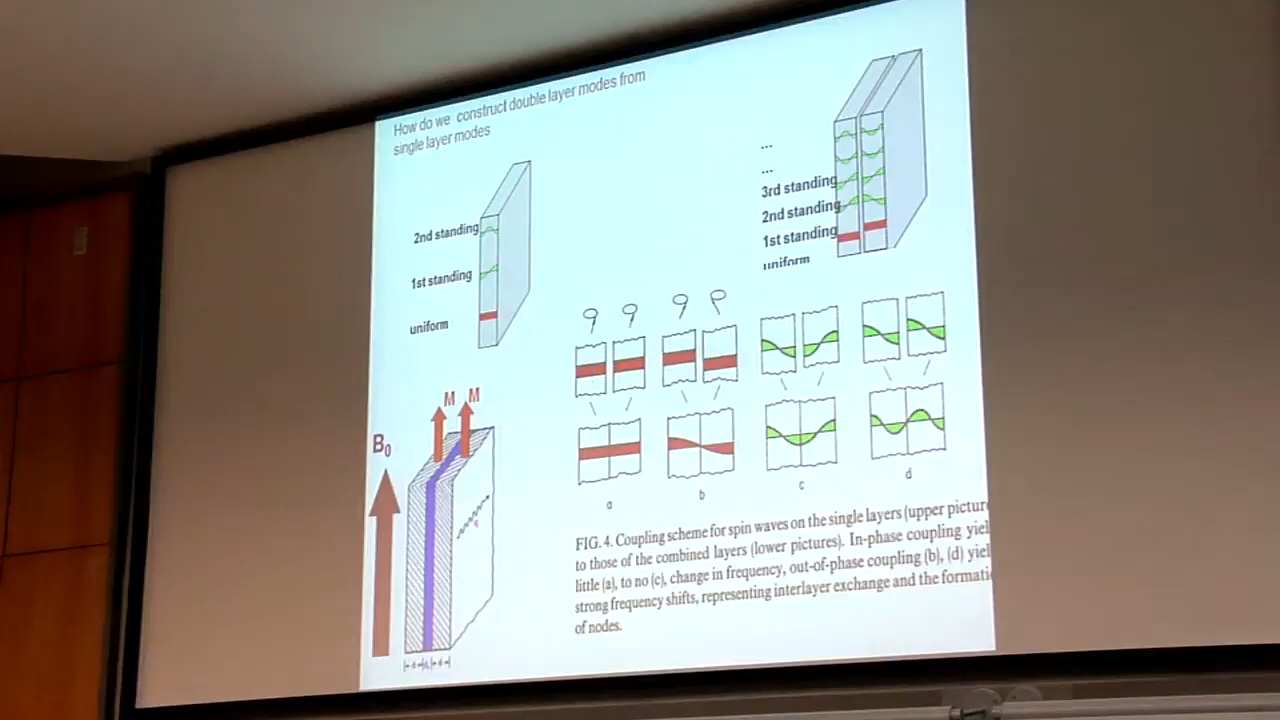 How do we construct double layer modes from
single layer modes
2nd standing
1st standing
uniform
...
...
3rd standing
2nd standing
1st standing
uniform
M M
B0
q
a
b
c
d
FIG. 4. Coupling scheme for spin waves on the single layers (upper pictur
to those of the combined layers (lower pictures). In-phase coupling yiel
little (a), to no (c), change in frequency, out-of-phase coupling (b), (d) yiel
strong frequency shifts, representing interlayer exchange and the formati
of nodes.